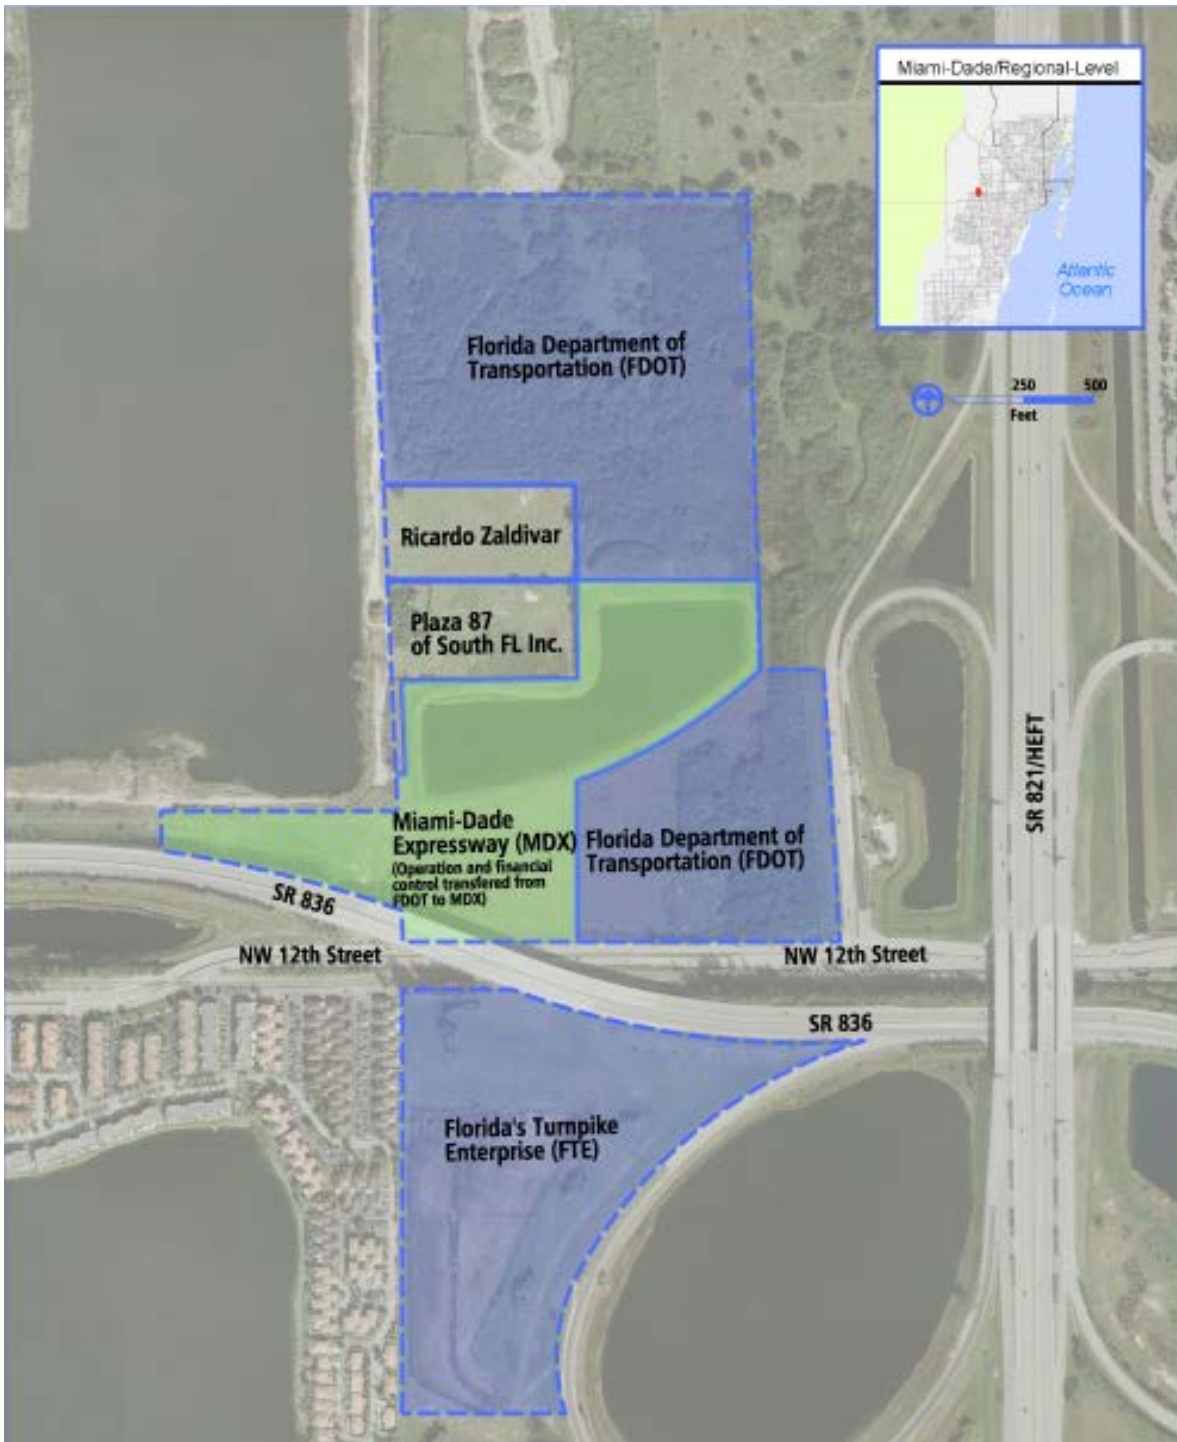 Miami-Dade/Regional-Level
Atlantic
Ocean
Florida Department of
Transportation (FDOT)
250 500
Feet
Ricardo Zaldivar
Plaza 87
of South FL Inc.
SR 821/HEFT
Miami-Dade
Expressway (MDX)
(Operation and financial
control transfered from
FDOT to MDX)
Florida Department of
Transportation (FDOT)
SR 836
NW 12th Street
NW 12th Street
SR 836
Florida's Turnpike
Enterprise (FTE)